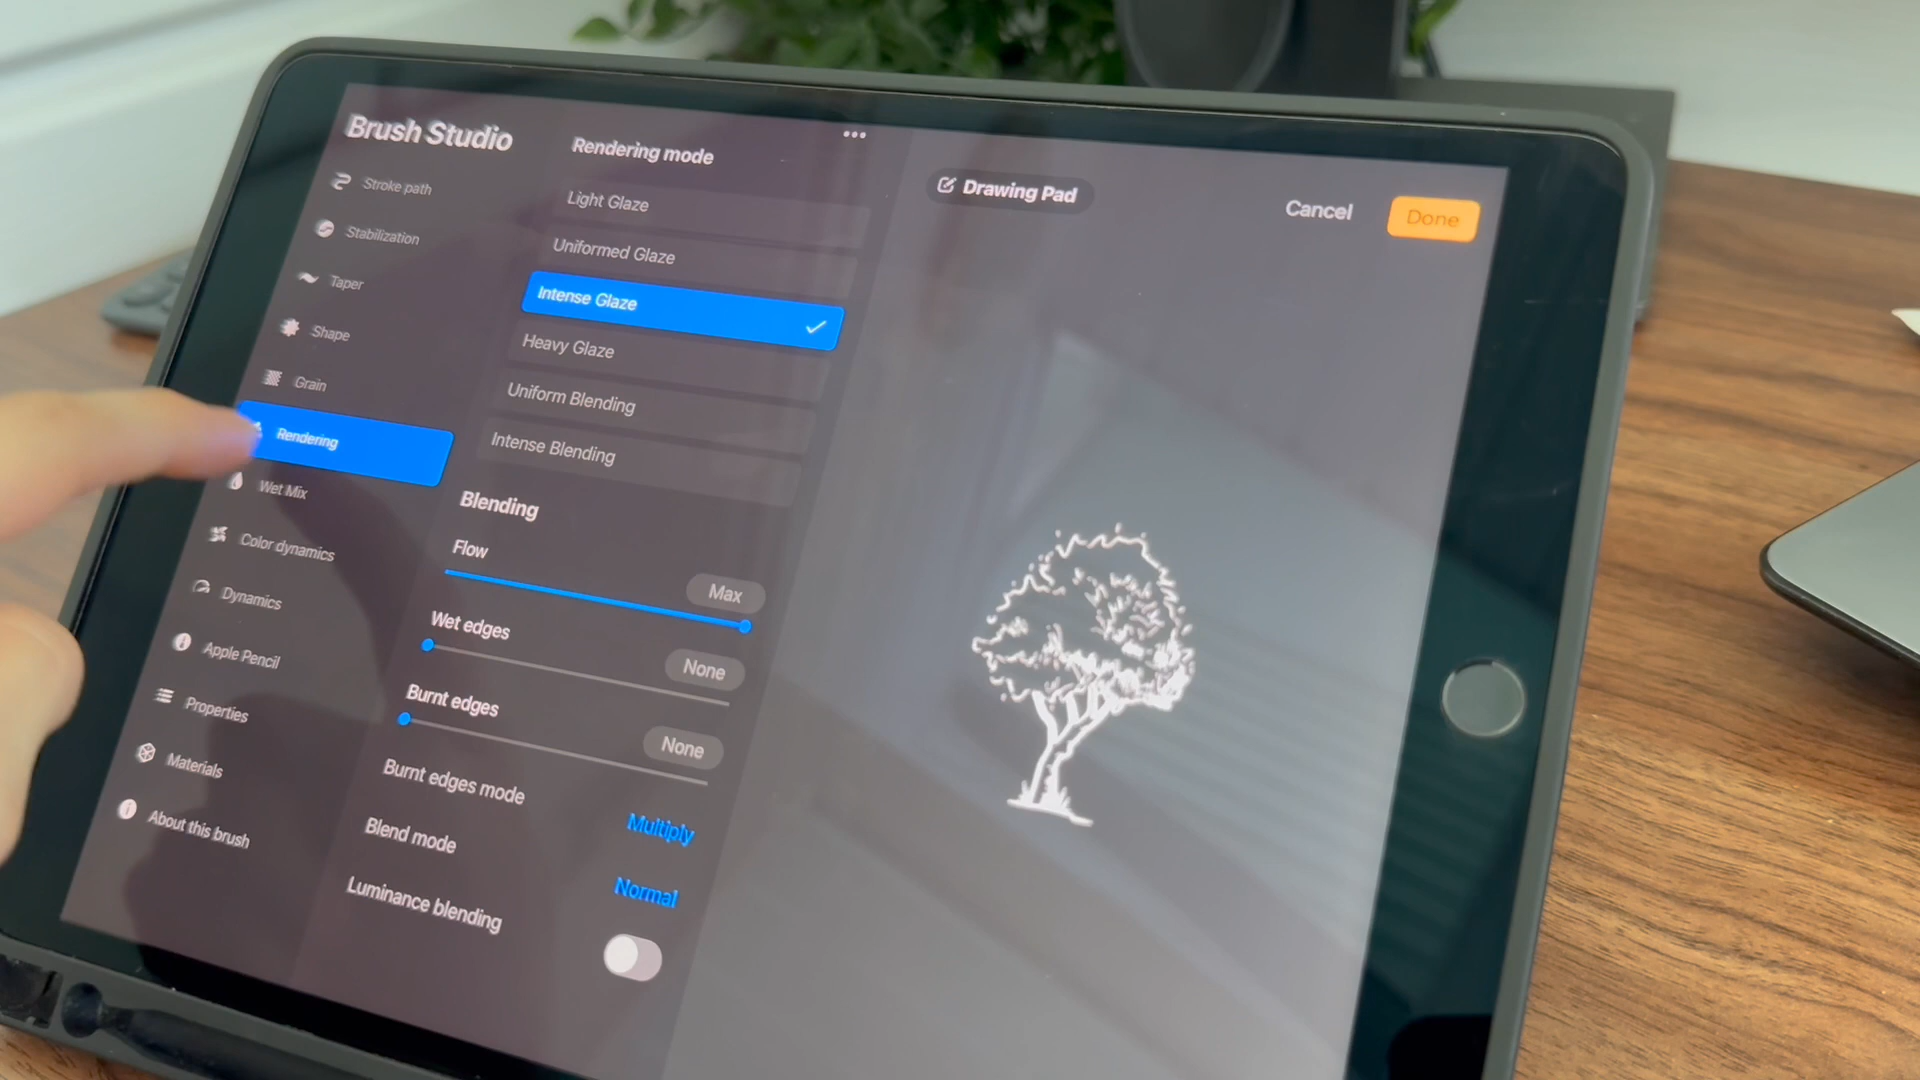 Brush Studio
Stroke path
Stabilization
Taper
Shape
Grain
Rendering
Wet Mix
Color dynamics
Dynamics
Apple Pencil
Properties
Materials
About this brush
Rendering mode
Light Glaze
Uniformed Glaze
Intense Glaze
Heavy Glaze
Uniform Blending
Intense Blending
Blending
Flow
Max
Wet edges
None
Burnt edges
None
Burnt edges mode
Multiply
Blend mode
Normal
Luminance blending
Drawing Pad
Cancel
Done